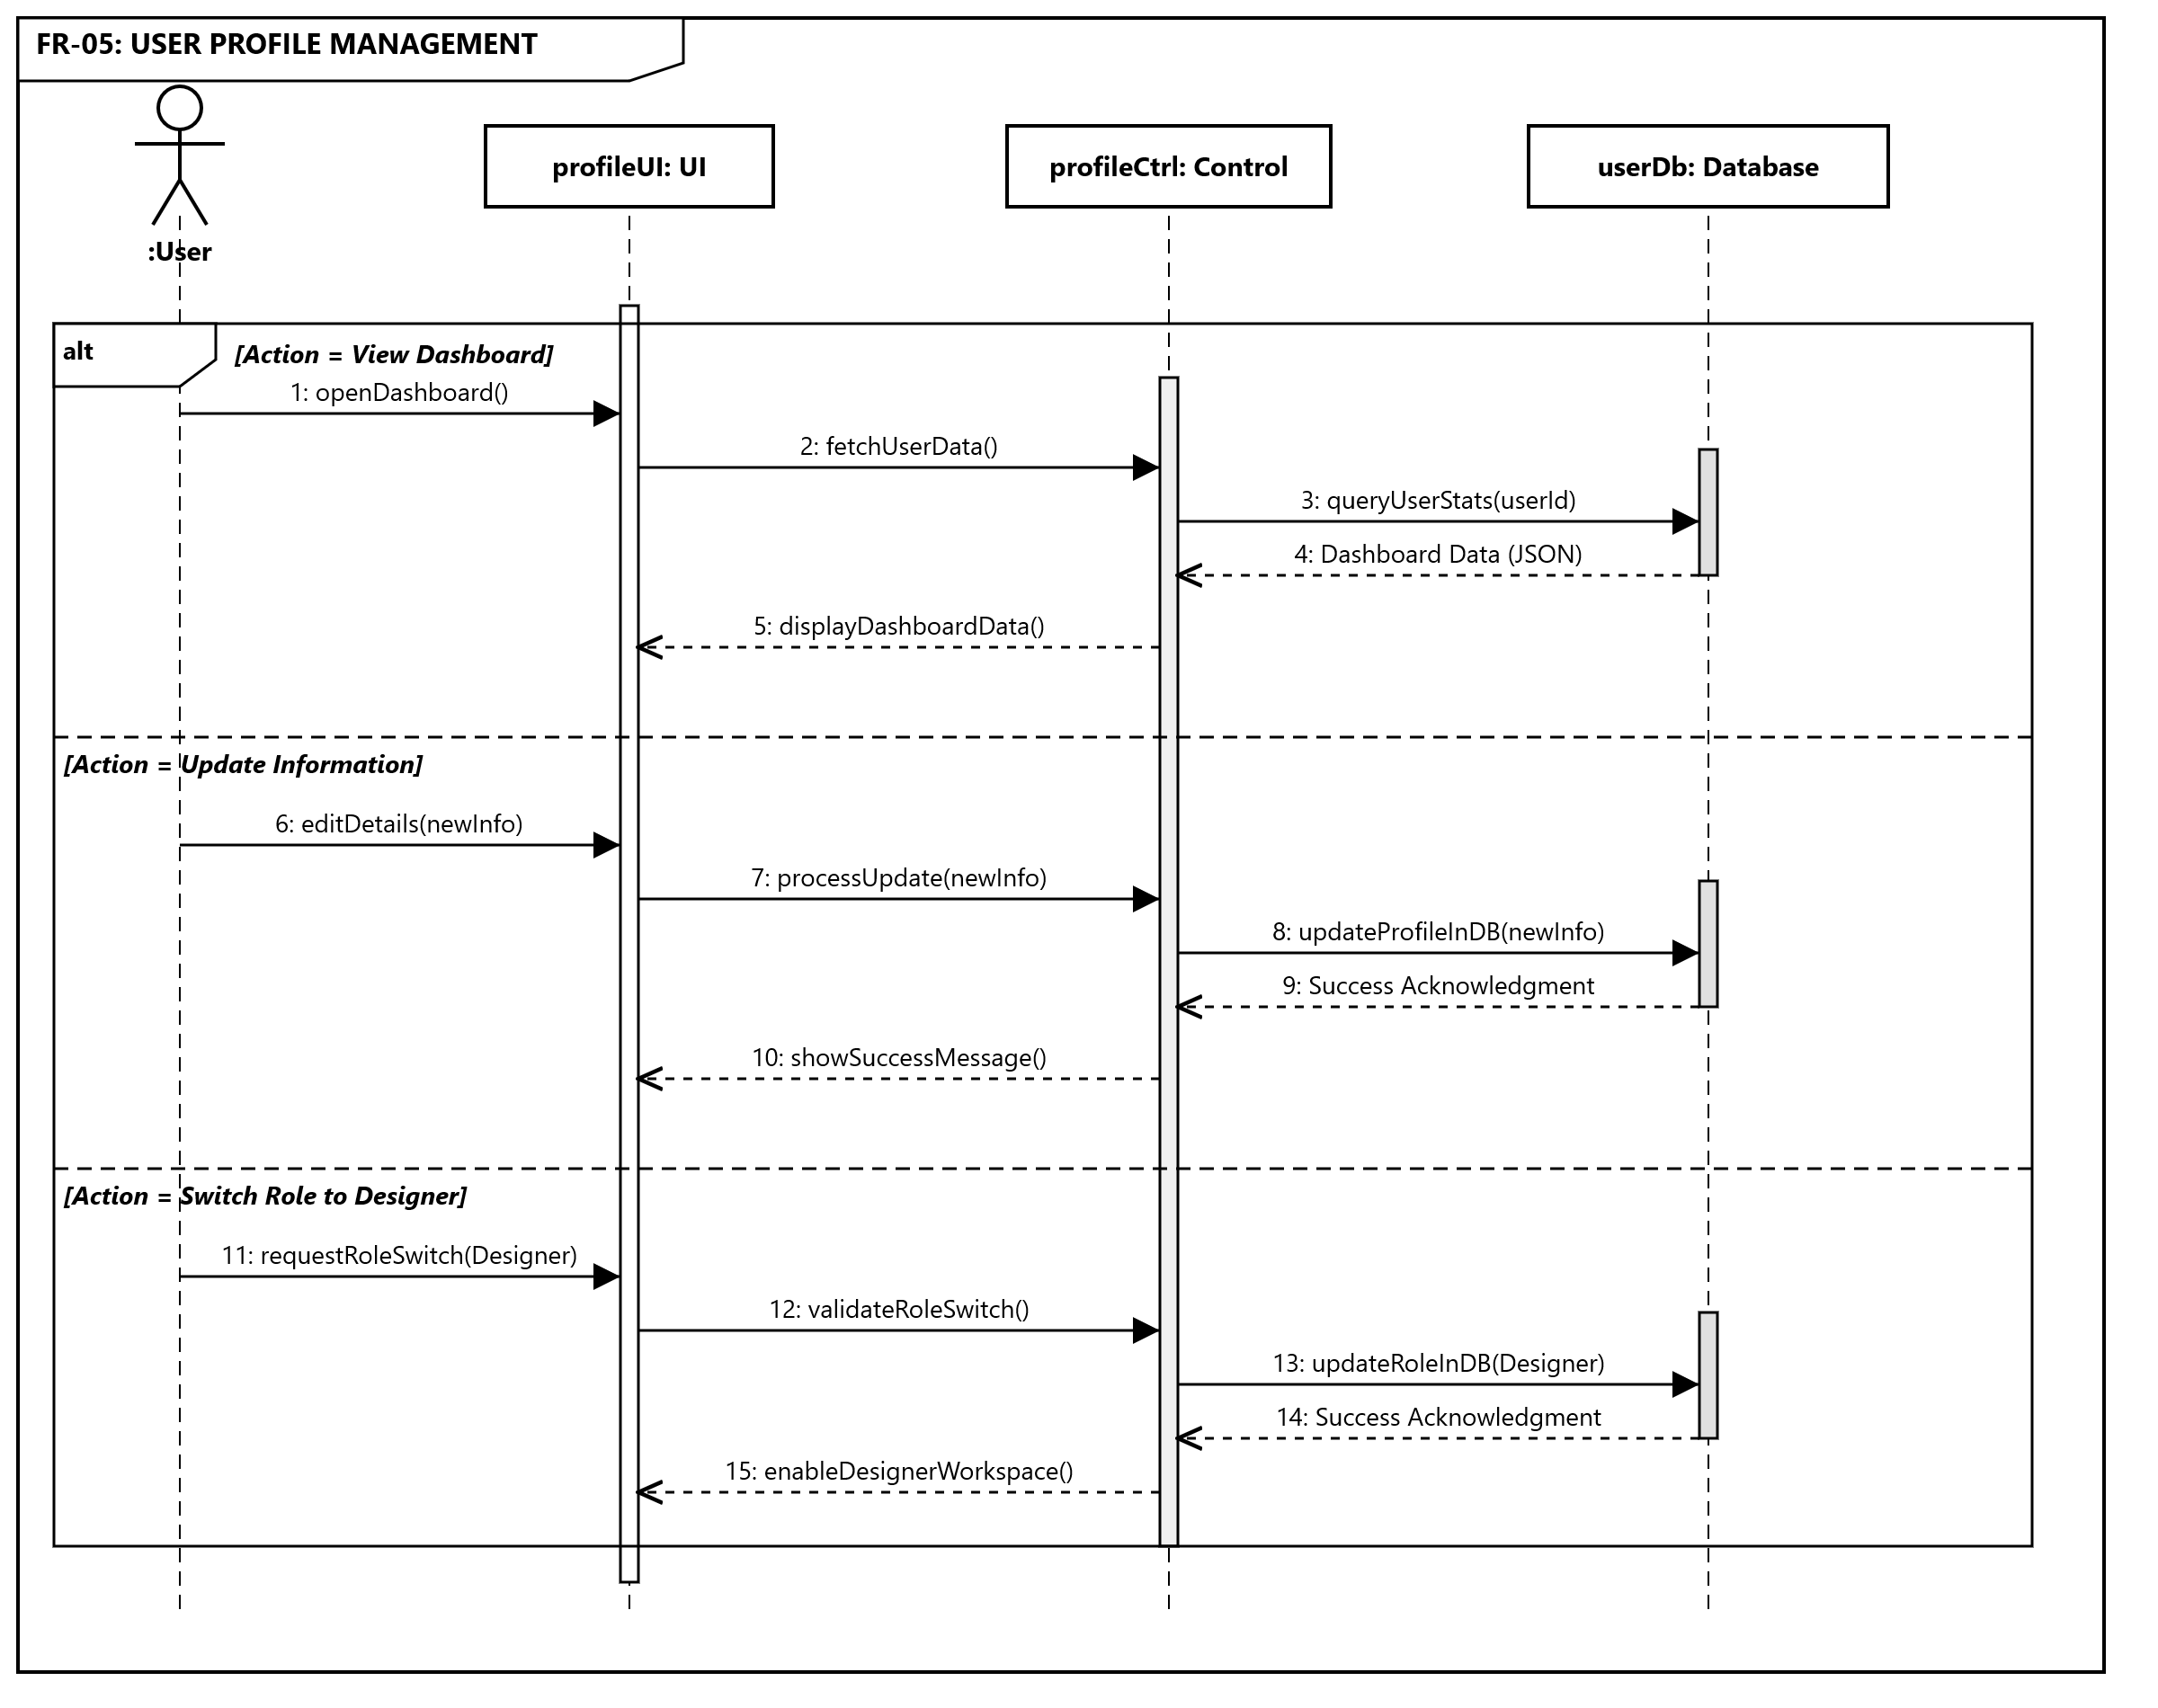 FR-05: USER PROFILE MANAGEMENT
:User
profileUI: UI
profileCtrl: Control
userDb: Database
alt
[Action = View Dashboard]
1: openDashboard()
2: fetchUserData()
3: queryUserStats(userId)
4: Dashboard Data (JSON)
5: displayDashboardData()
[Action = Update Information]
6: editDetails(newInfo)
7: processUpdate(newInfo)
8: updateProfileInDB(newInfo)
9: Success Acknowledgment
10: showSuccessMessage()
[Action = Switch Role to Designer]
11: requestRoleSwitch(Designer)
12: validateRoleSwitch()
13: updateRoleInDB(Designer)
14: Success Acknowledgment
15: enableDesignerWorkspace()